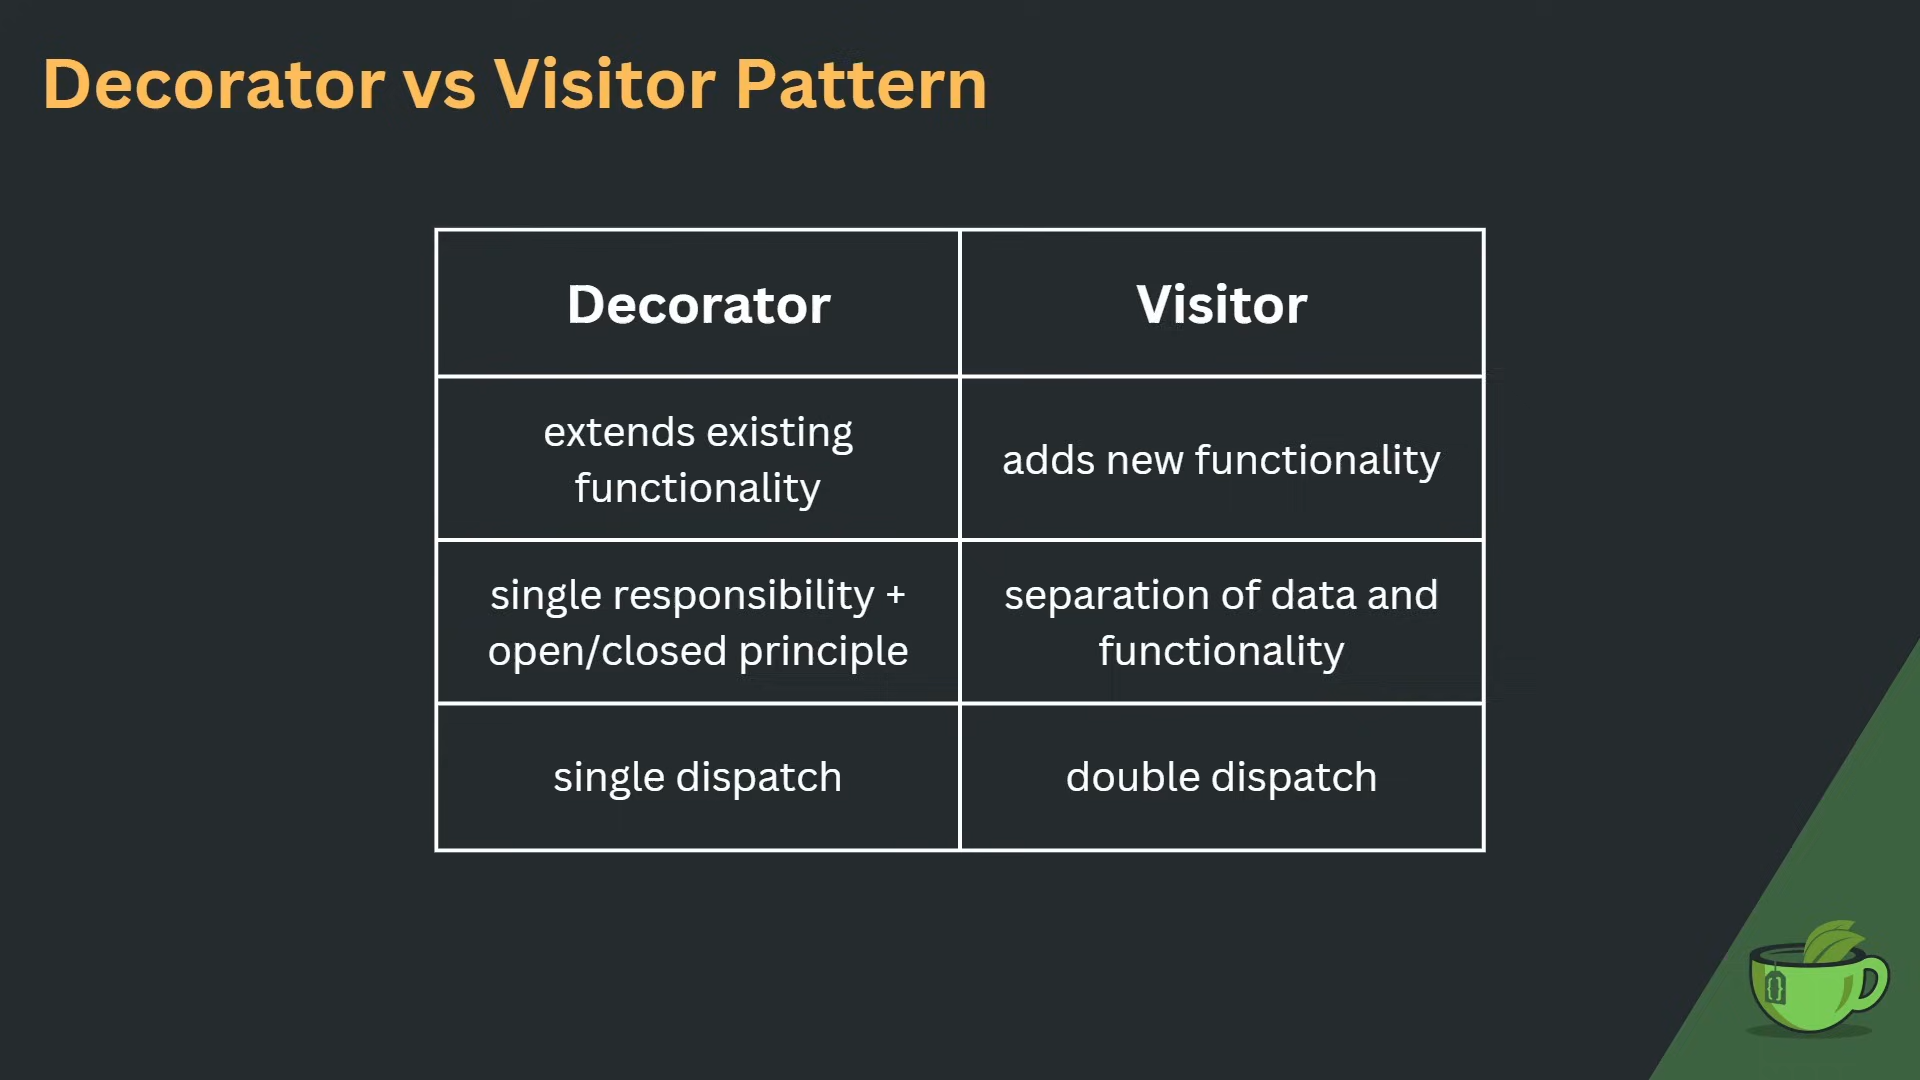 Decorator vs Visitor Pattern
Decorator
Visitor
extends existing
functionality
adds new functionality
single responsibility +
open/closed principle
separation of data and
functionality
single dispatch
double dispatch
{}